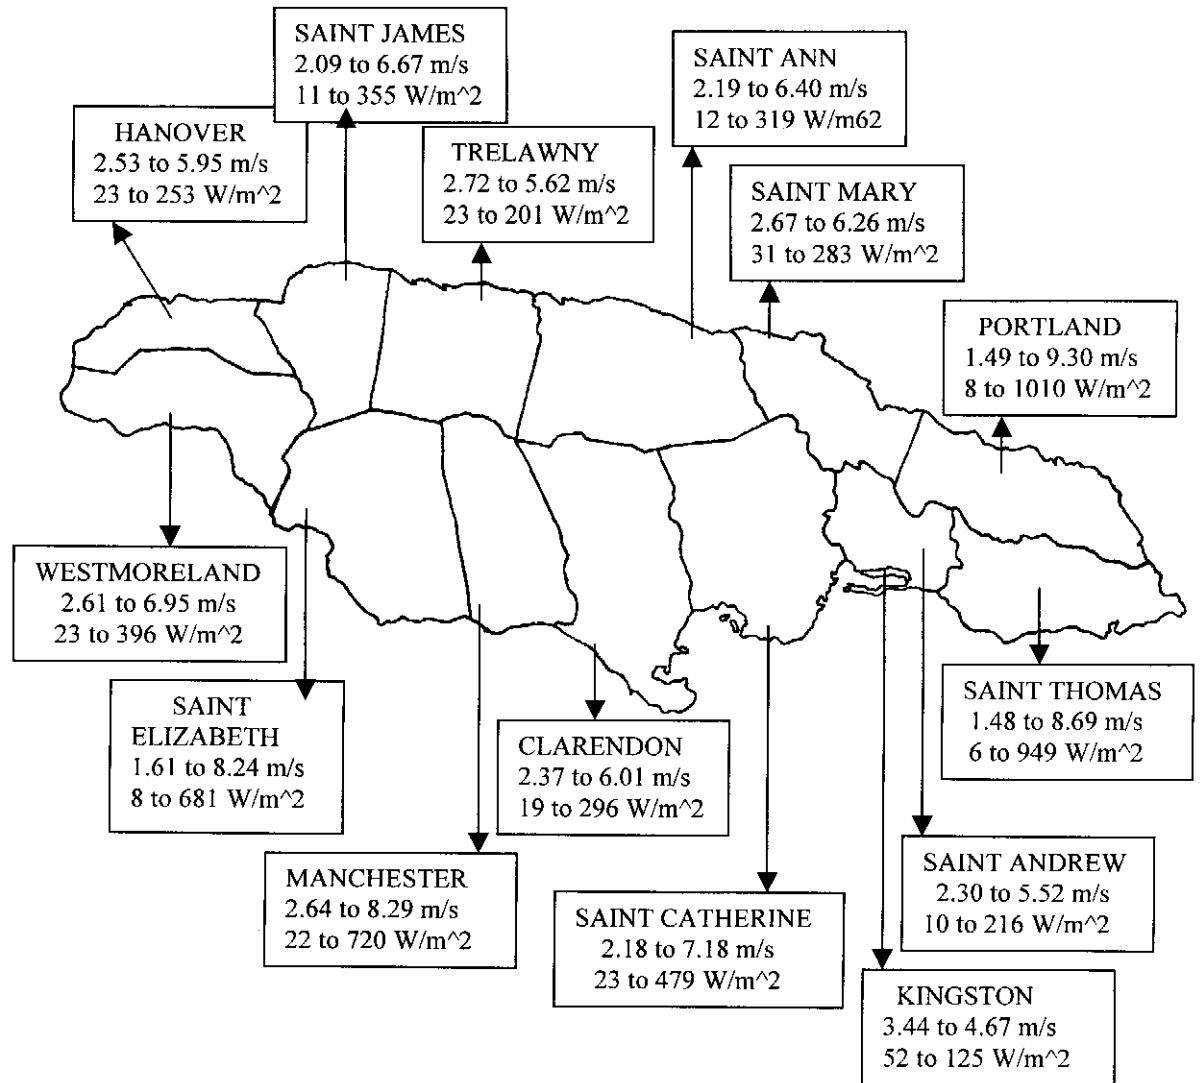 SAINT JAMES
2.09 to 6.67 m/s
11 to 355 W/m^2
SAINT ANN
2.19 to 6.40 m/s
12 to 319 W/m62
HANOVER
2.53 to 5.95 m/s
23 to 253 W/m^2
TRELAWNY
2.72 to 5.62 m/s
23 to 201 W/m^2
SAINT MARY
2.67 to 6.26 m/s
31 to 283 W/m^2
PORTLAND
1.49 to 9.30 m/s
8 to 1010 W/m^2
WESTMORELAND
2.61 to 6.95 m/s
23 to 396 W/m^2
SAINT
ELIZABETH
1.61 to 8.24 m/s
8 to 681 W/m^2
CLARENDON
2.37 to 6.01 m/s
19 to 296 W/m^2
SAINT THOMAS
1.48 to 8.69 m/s
6 to 949 W/m^2
MANCHESTER
2.64 to 8.29 m/s
22 to 720 W/m^2
SAINT CATHERINE
2.18 to 7.18 m/s
23 to 479 W/m^2
SAINT ANDREW
2.30 to 5.52 m/s
10 to 216 W/m^2
KINGSTON
3.44 to 4.67 m/s
52 to 125 W/m^2